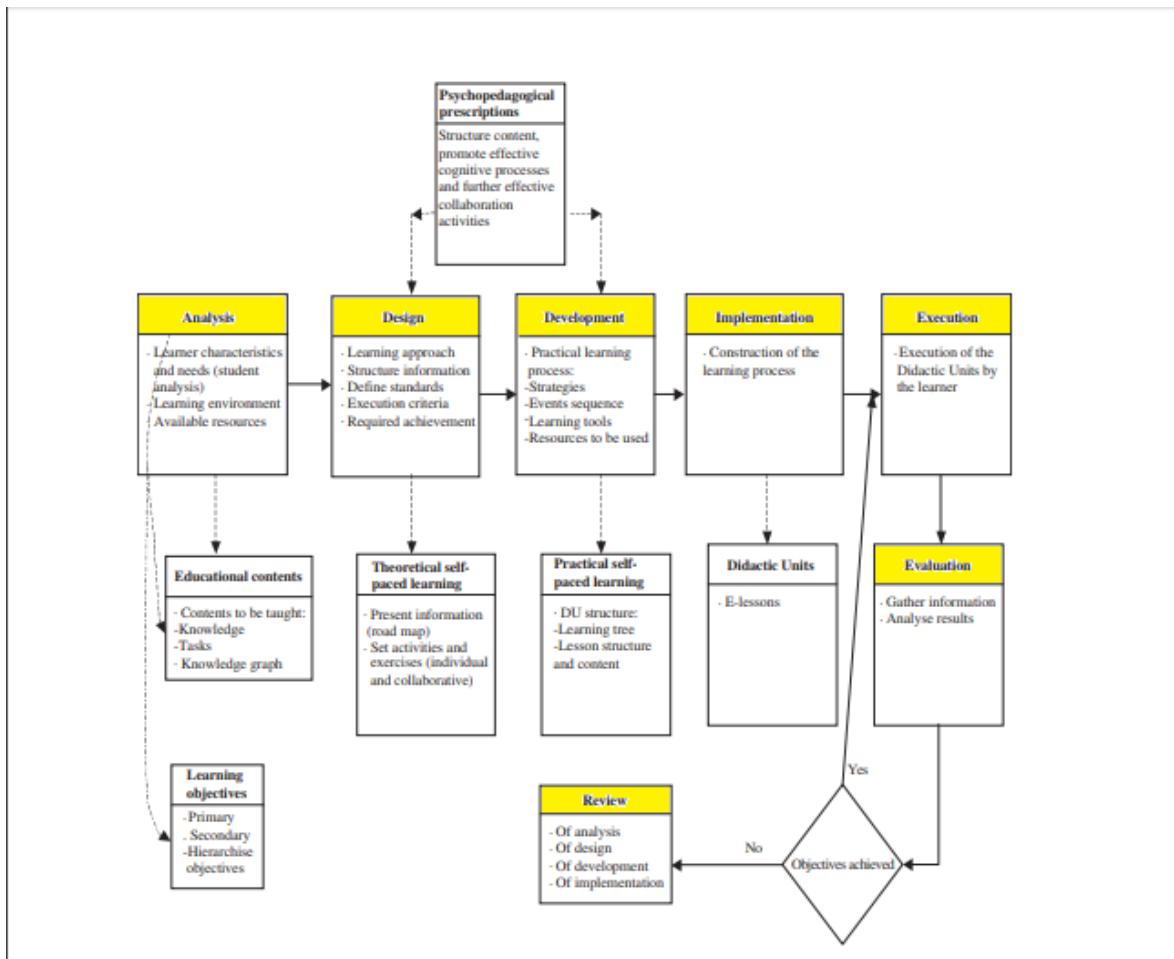 Psychopedagogical
prescriptions
Structure content,
promote effective
cognitive processes
and further effective
collaboration
activities
Analysis
· Learner characteristics
and needs (student
analysis)
· Learning environment
Available resources
Design
· Learning approach
· Structure information
· Define standards
· Execution criteria
· Required achievement
Development
· Practical learning
process:
-Strategies
-Events sequence
-Learning tools
-Resources to be used
Implementation
· Construction of the
learning process
Execution
· Execution of the
Didactic Units by
the learner
Educational contents
· Contents to be taught:
-Knowledge
-Tasks
· Knowledge graph
Theoretical self-
paced learning
· Present information
(road map)
· Set activities and
exercises (individual
and collaborative)
Practical self-
paced learning
· DU structure:
-Learning tree
-Lesson structure
and content
Didactic Units
· E-lessons
Evaluation
· Gather information
· Analyse results
Learning
objectives
- Primary
. Secondary
-Hierarchise
objectives
Review
· Of analysis
· Of design
· Of development
· Of implementation
No
Yes
Objectives achieved